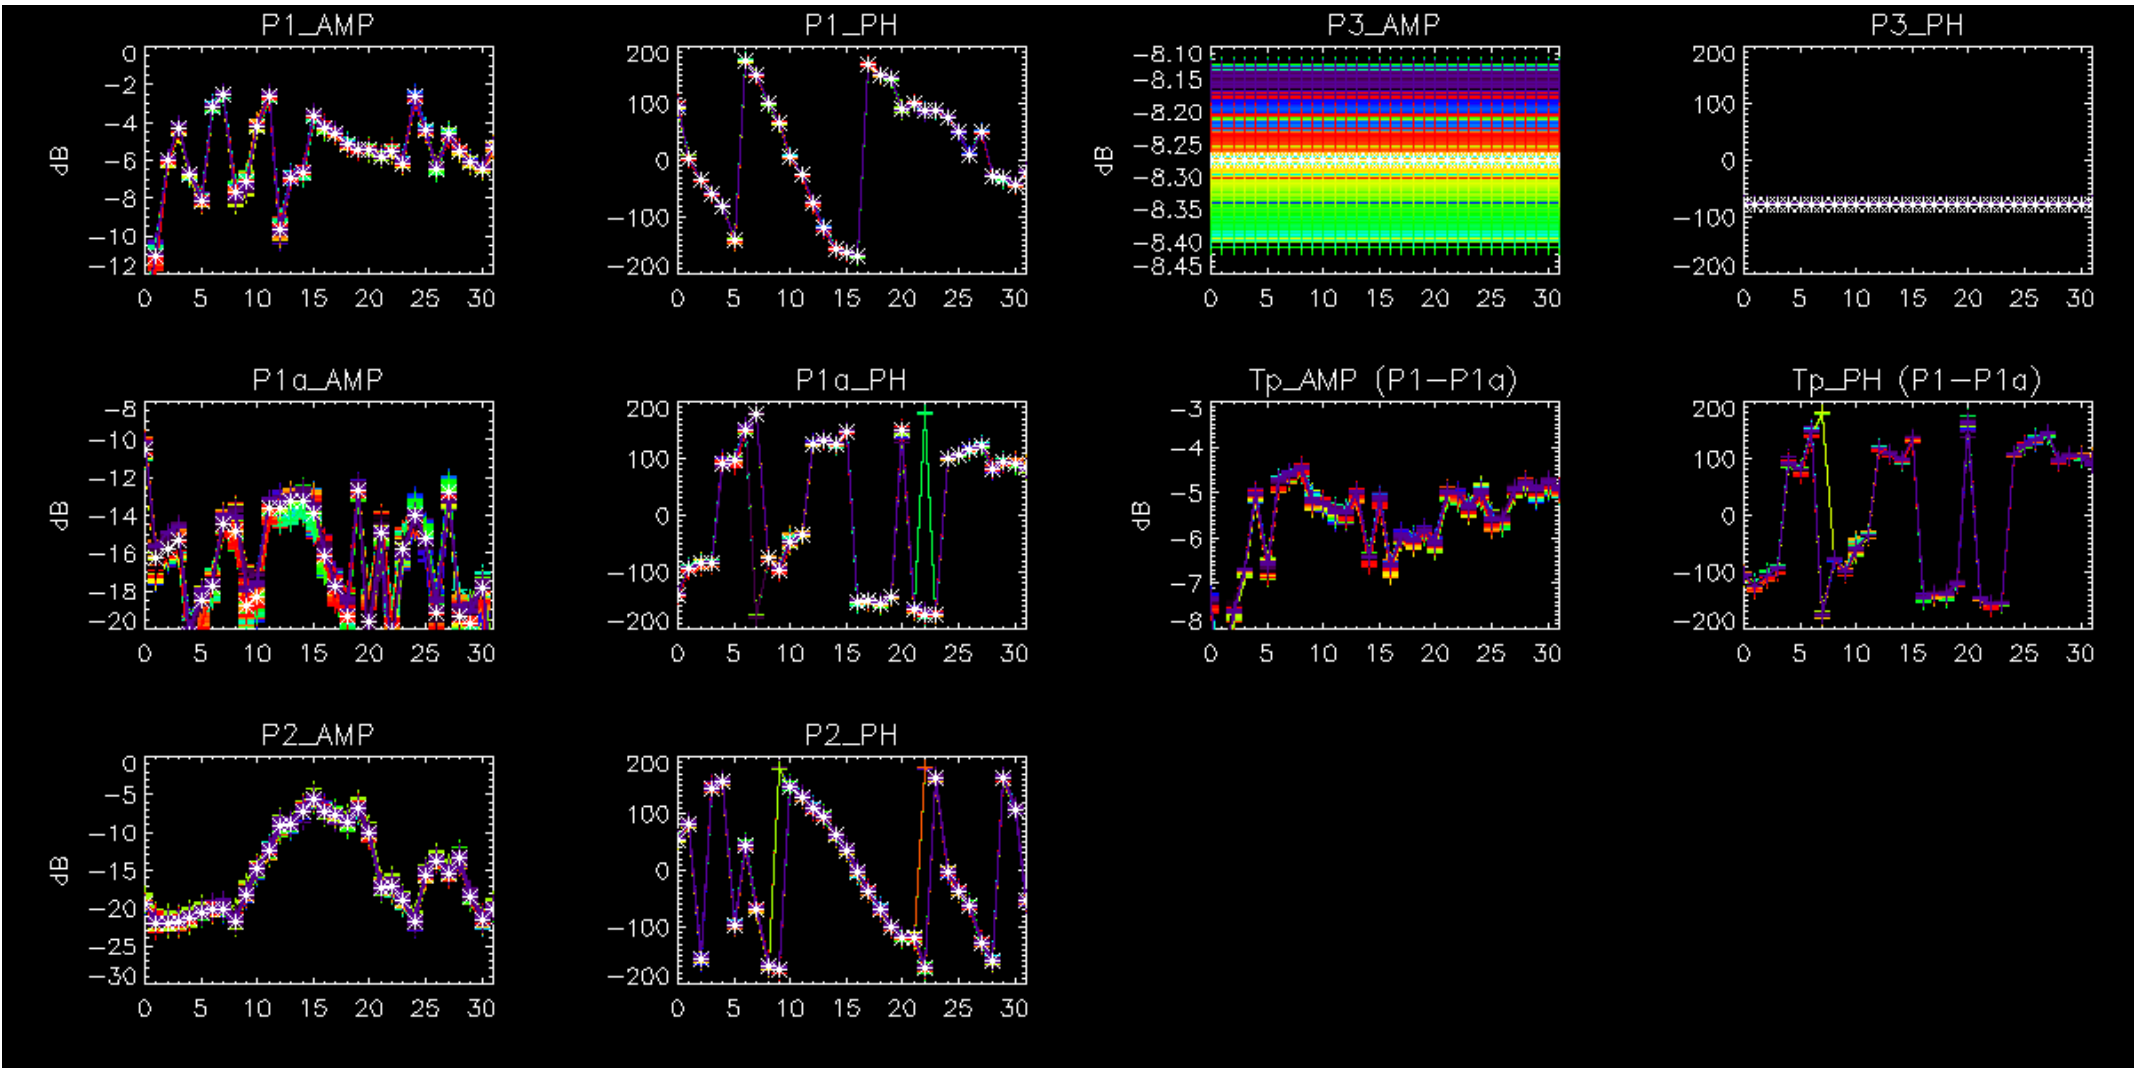 P1_AMP
0
-2
-4
-6
-8
-10
-12
dB
0 5 10 15 20 25 30
P1_PH
200
100
0
-100
-200
0 5 10 15 20 25 30
P3_AMP
-8.10
-8.15
-8.20
-8.25
-8.30
-8.35
-8.40
-8.45
dB
0 5 10 15 20 25 30
P3_PH
200
100
0
-100
-200
0 5 10 15 20 25 30
P1a_AMP
-8
-10
-12
-14
-16
-18
-20
dB
0 5 10 15 20 25 30
P1a_PH
200
100
0
-100
-200
0 5 10 15 20 25 30
Tp_AMP (P1-P1a)
-3
-4
-5
-6
-7
-8
dB
0 5 10 15 20 25 30
Tp_PH (P1-P1a)
200
100
0
-100
-200
0 5 10 15 20 25 30
P2_AMP
0
-5
-10
-15
-20
-25
-30
dB
0 5 10 15 20 25 30
P2_PH
200
100
0
-100
-200
0 5 10 15 20 25 30